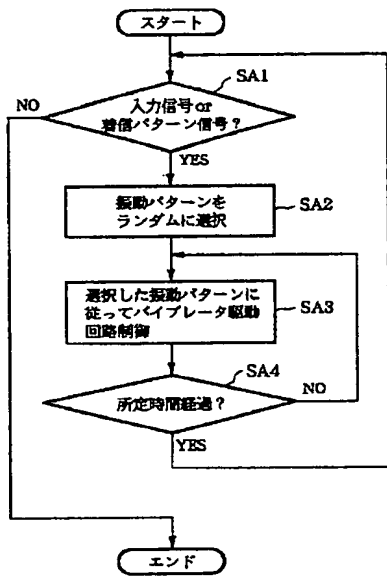 スタート
SA1
NO
入力信号or
着信パターン信号?
YES
振動パターンを
ランダムに選択
SA2
選択した振動パターンに
従ってバイブレータ駆動
回路制御
SA3
SA4
所定時間経過?
NO
YES
エンド